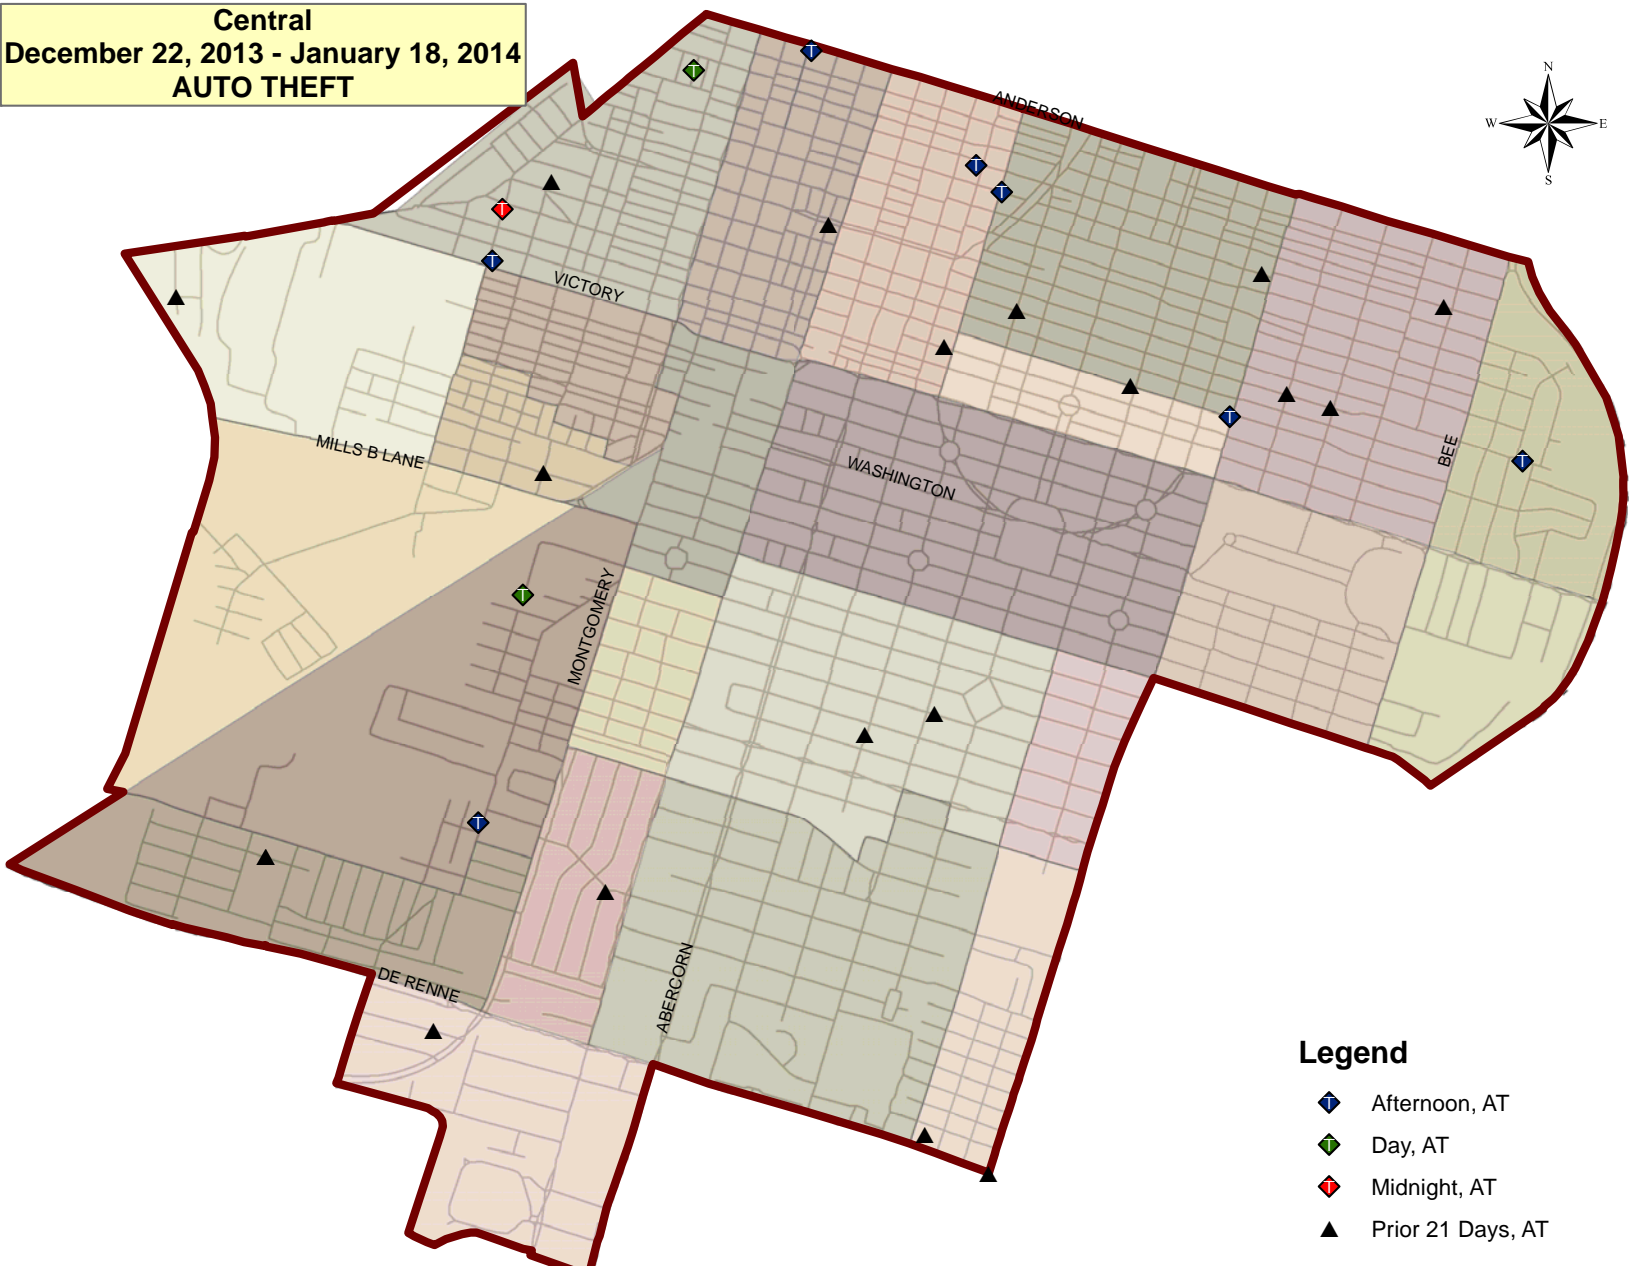 Central
December 22, 2013 - January 18, 2014
AUTO THEFT
N
W
E
S
ANDERSON
VICTORY
MILLS B LANE
WASHINGTON
BEE
MONTGOMERY
ABERCORN
DE RENNE
T
T
T
T
T
T
T
T
T
T
T
Legend
T Afternoon, AT
T Day, AT
T Midnight, AT
Prior 21 Days, AT